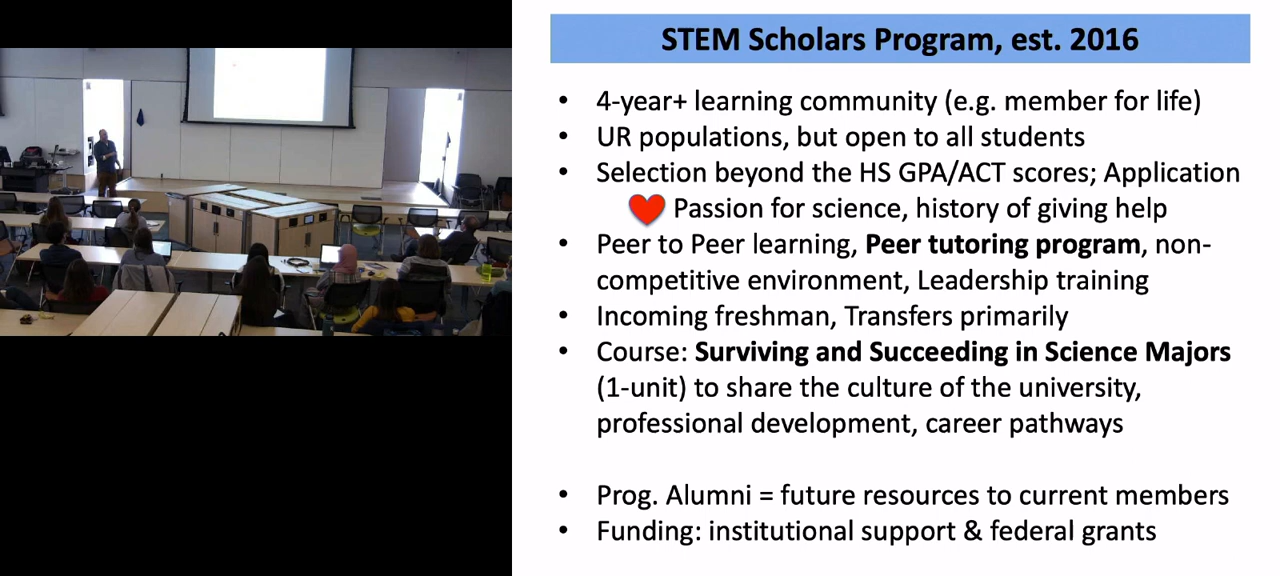 STEM Scholars Program, est. 2016
• 4-year+ learning community (e.g. member for life)
• UR populations, but open to all students
• Selection beyond the HS GPA/ACT scores; Application
Passion for science, history of giving help
• Peer to Peer learning, Peer tutoring program, non-
competitive environment, Leadership training
• Incoming freshman, Transfers primarily
• Course: Surviving and Succeeding in Science Majors
(1-unit) to share the culture of the university,
professional development, career pathways
• Prog. Alumni = future resources to current members
• Funding: institutional support & federal grants